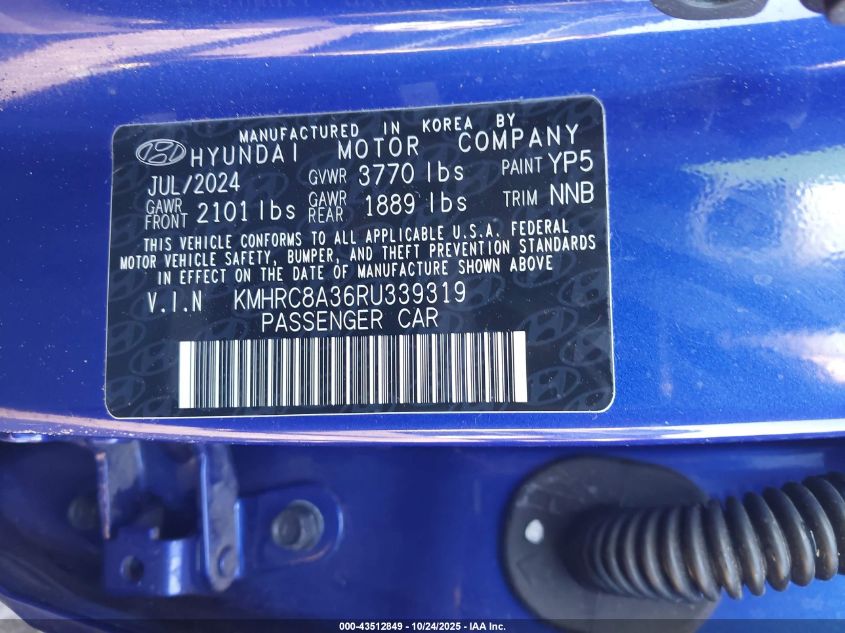 MANUFACTURED IN KOREA BY
HYUNDAI MOTOR COMPANY
JUL/2024 GVWR 3770 lbs PAINT YP5
GAWR FRONT 2101 lbs GAWR REAR 1889 lbs TRIM NNB
THIS VEHICLE CONFORMS TO ALL APPLICABLE U.S.A. FEDERAL
MOTOR VEHICLE SAFETY, BUMPER, AND THEFT PREVENTION STANDARDS
IN EFFECT ON THE DATE OF MANUFACTURE SHOWN ABOVE
V.I.N KMHRC8A36RU339319
PASSENGER CAR
000-43512849 - 10/24/2025 - IAA Inc.